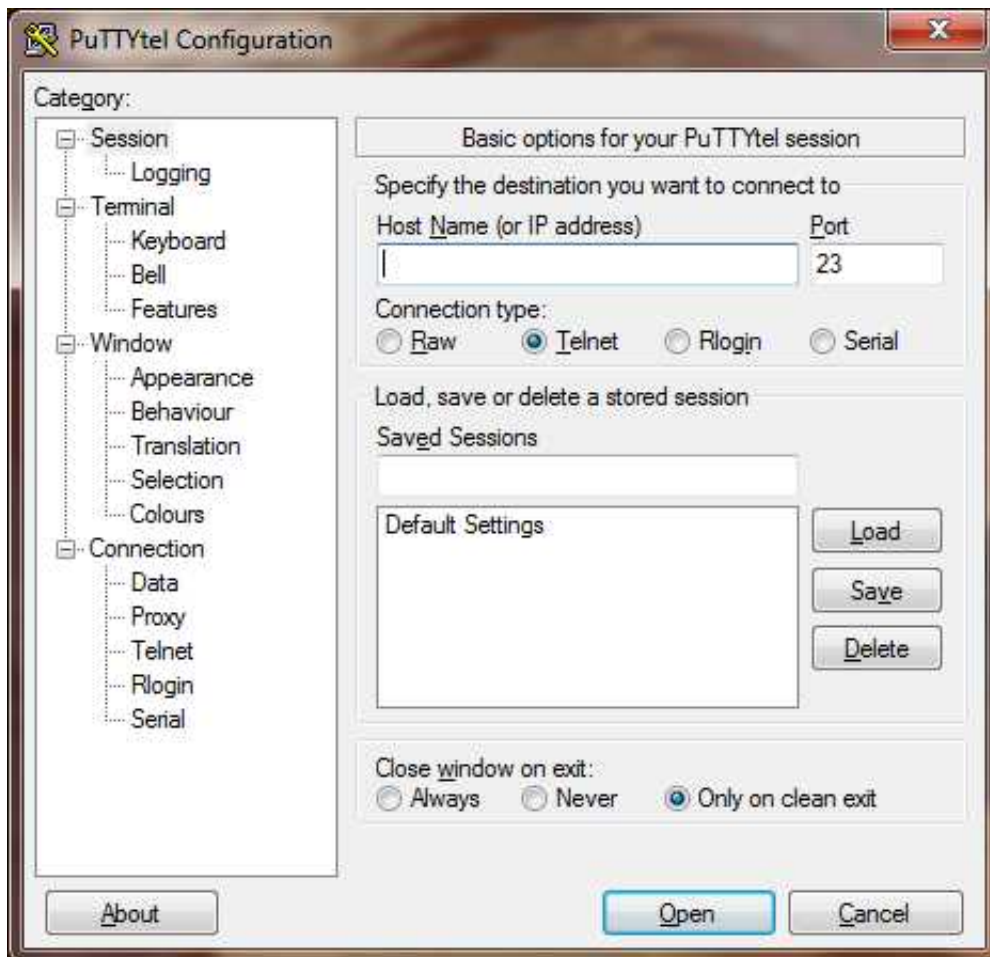 PuTTYtel Configuration
Category:
Session
Logging
Terminal
Keyboard
Bell
Features
Window
Appearance
Behaviour
Translation
Selection
Colours
Connection
Data
Proxy
Telnet
Rlogin
Serial
Basic options for your PuTTYtel session
Specify the destination you want to connect to
Host Name (or IP address) Port
23
Connection type:
Raw Telnet Rlogin Serial
Load, save or delete a stored session
Saved Sessions
Default Settings
Load
Save
Delete
Close window on exit:
Always Never Only on clean exit
About Open Cancel